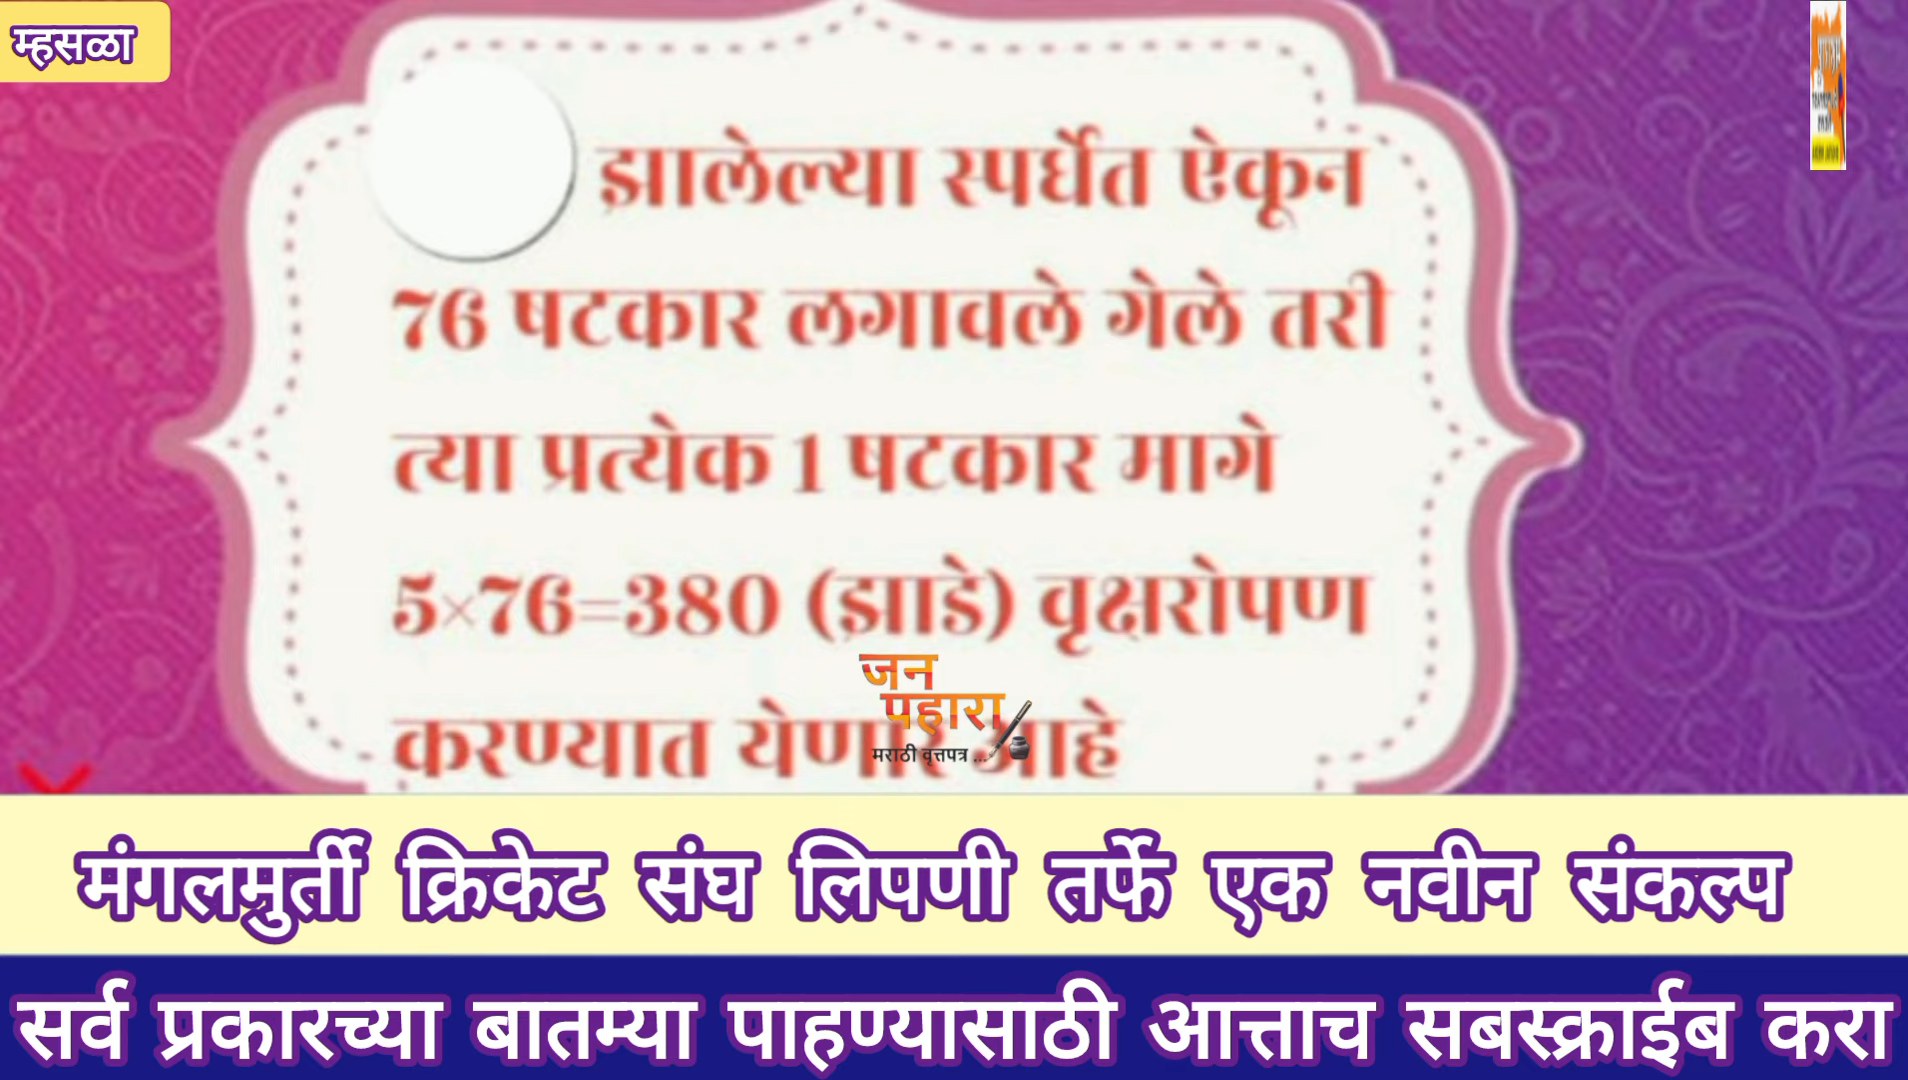 म्हसळा
झालेल्या स्पर्धेत ऐकून
76 षटकार लगावले गेले तरी
त्या प्रत्येक 1 षटकार मागे
5×76=380 (झाडे) वृक्षरोपण
जन
पहारा
करण्यात येणार आहे
मराठी वृत्तपत्र ...
मंगलमुर्ती क्रिकेट संघ लिपणी तर्फे एक नवीन संकल्प
सर्व प्रकारच्या बातम्या पाहण्यासाठी आत्ताच सबस्क्राईब करा